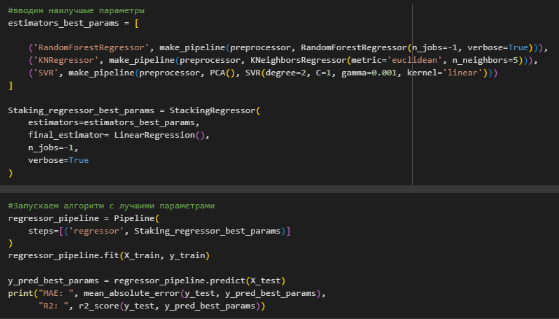 #вводим наилучшие параметры
estimators_best_params = [
('RandomForestRegressor', make_pipeline(preprocessor, RandomForestRegressor(n_jobs=-1, verbose=True))),
('KNRegressor', make_pipeline(preprocessor, KNeighborsRegressor(metric='euclidean', n_neighbors=5))),
('SVR', make_pipeline(preprocessor, PCA(), SVR(degree=2, C=1, gamma=0.001, kernel='linear')))
]
Staking_regressor_best_params = StackingRegressor(
estimators=estimators_best_params,
final_estimator= LinearRegression(),
n_jobs=-1,
verbose=True
)
#Запускаем алгоритм с лучшими параметрами
regressor_pipeline = Pipeline(
steps=[('regressor', Staking_regressor_best_params)]
)
regressor_pipeline.fit(X_train, y_train)
y_pred_best_params = regressor_pipeline.predict(X_test)
print("MAE: ", mean_absolute_error(y_test, y_pred_best_params),
"R2: ", r2_score(y_test, y_pred_best_params))